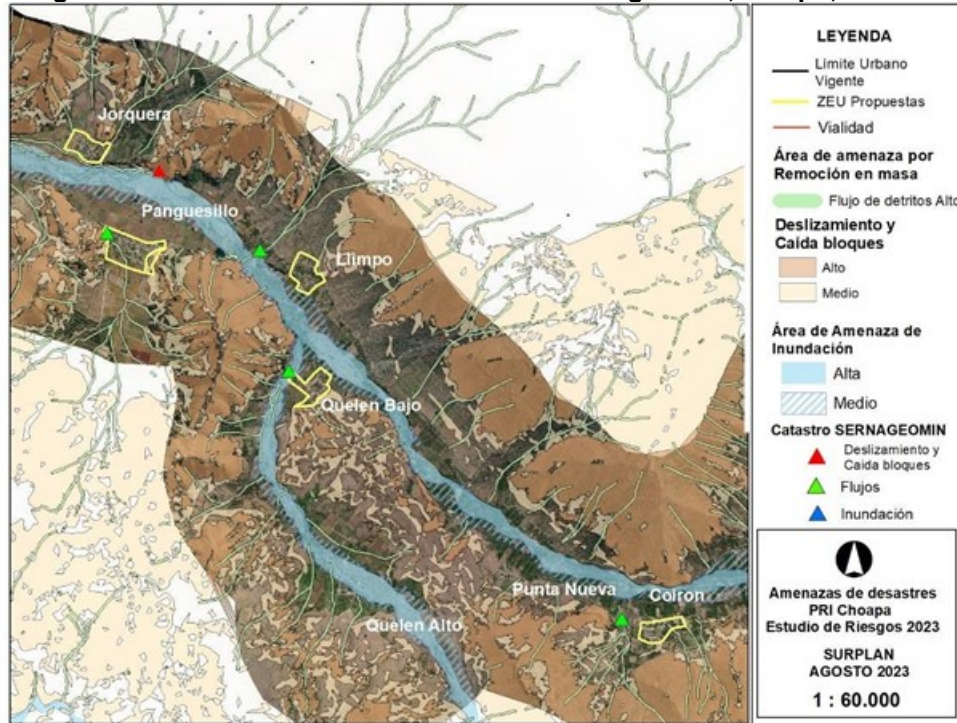 Jorquera
Panguesillo
Llimpo
Quelen Bajo
Punta Nueva
Coiron
Quelen Alto
LEYENDA
Limite Urbano
Vigente
ZEU Propuestas
Vialidad
Área de amenaza por
Remoción en masa
Flujo de detritos Alto
Deslizamiento y
Caida bloques
Alto
Medio
Área de Amenaza de
Inundación
Alta
Medio
Catastro SERNAGEOMIN
Deslizamiento y
Caida bloques
Flujos
Inundación
Amenazas de desastres
PRI Choapa
Estudio de Riesgos 2023
SURPLAN
AGOSTO 2023
1 : 60.000